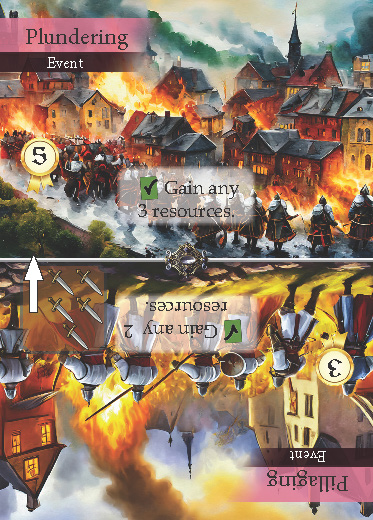 Plundering
Event
5
Gain any
3 resources.
Gain any 2
resources.
3
Event
Pillaging